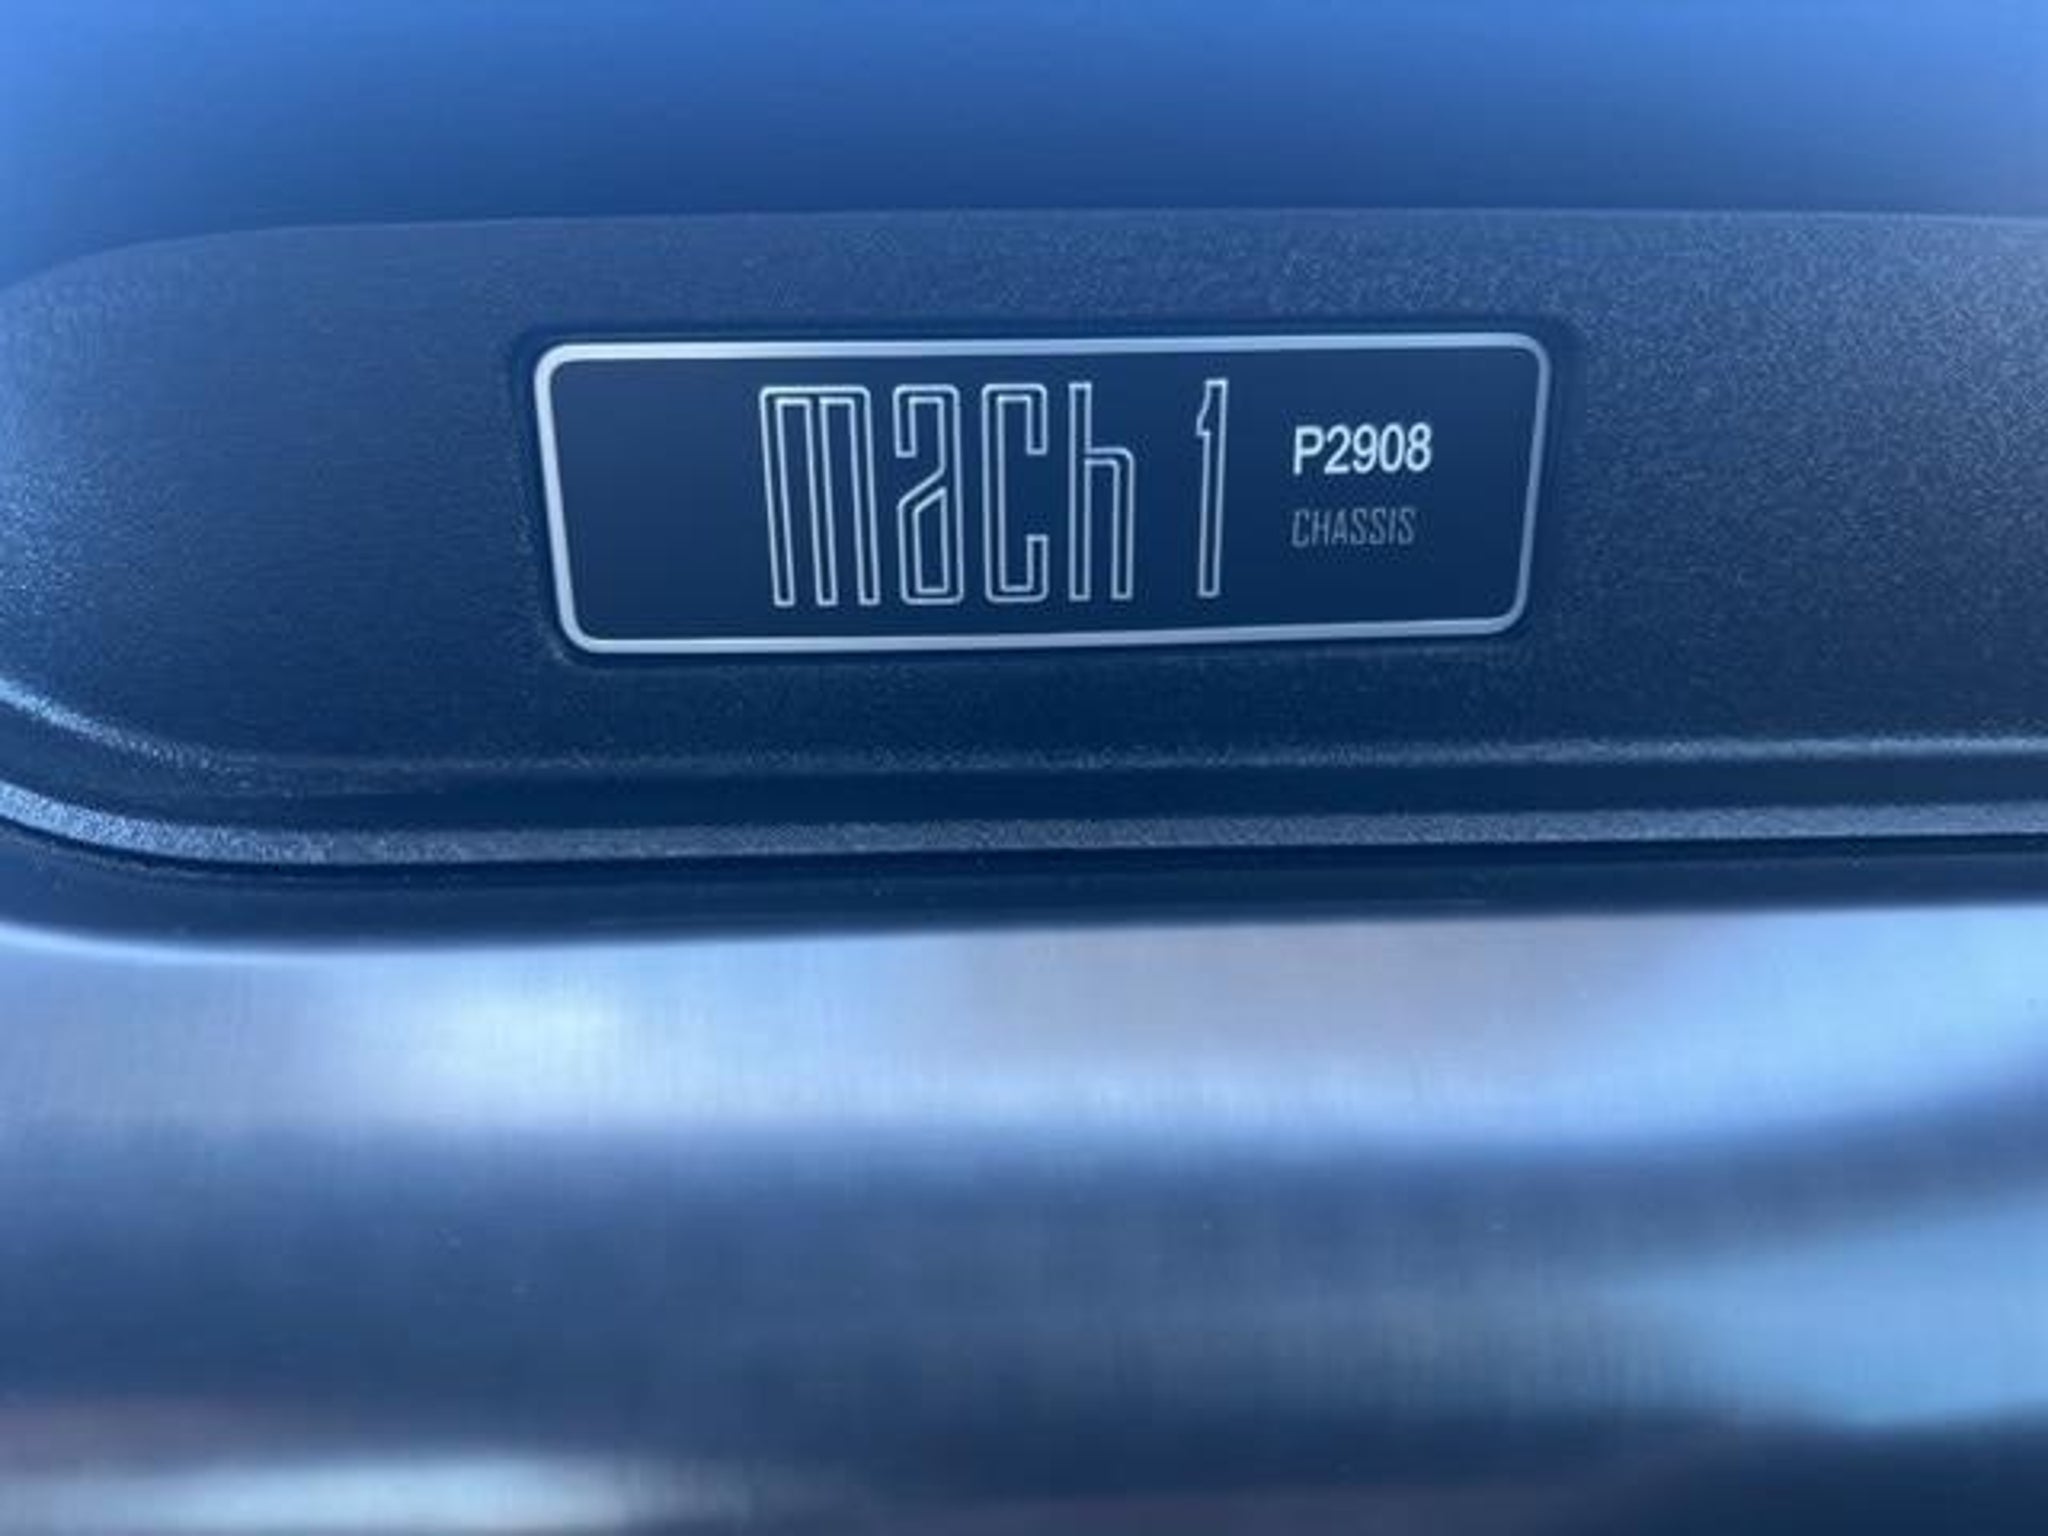 mach 1
P2908
CHASSIS